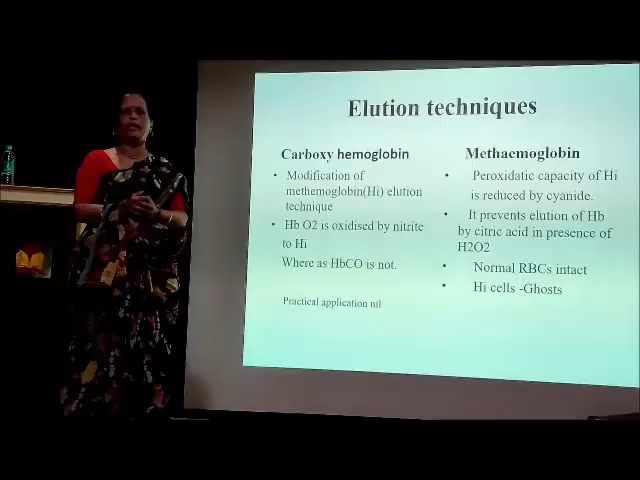 Elution techniques
Carboxy hemoglobin
• Modification of
methemoglobin(Hi) elution
technique
• Hb O2 is oxidised by nitrite
to Hi
Where as HbCO is not.
Practical application nil
Methaemoglobin
• Peroxidatic capacity of Hi
is reduced by cyanide.
• It prevents elution of Hb
by citric acid in presence of
H2O2
• Normal RBCs intact
• Hi cells -Ghosts